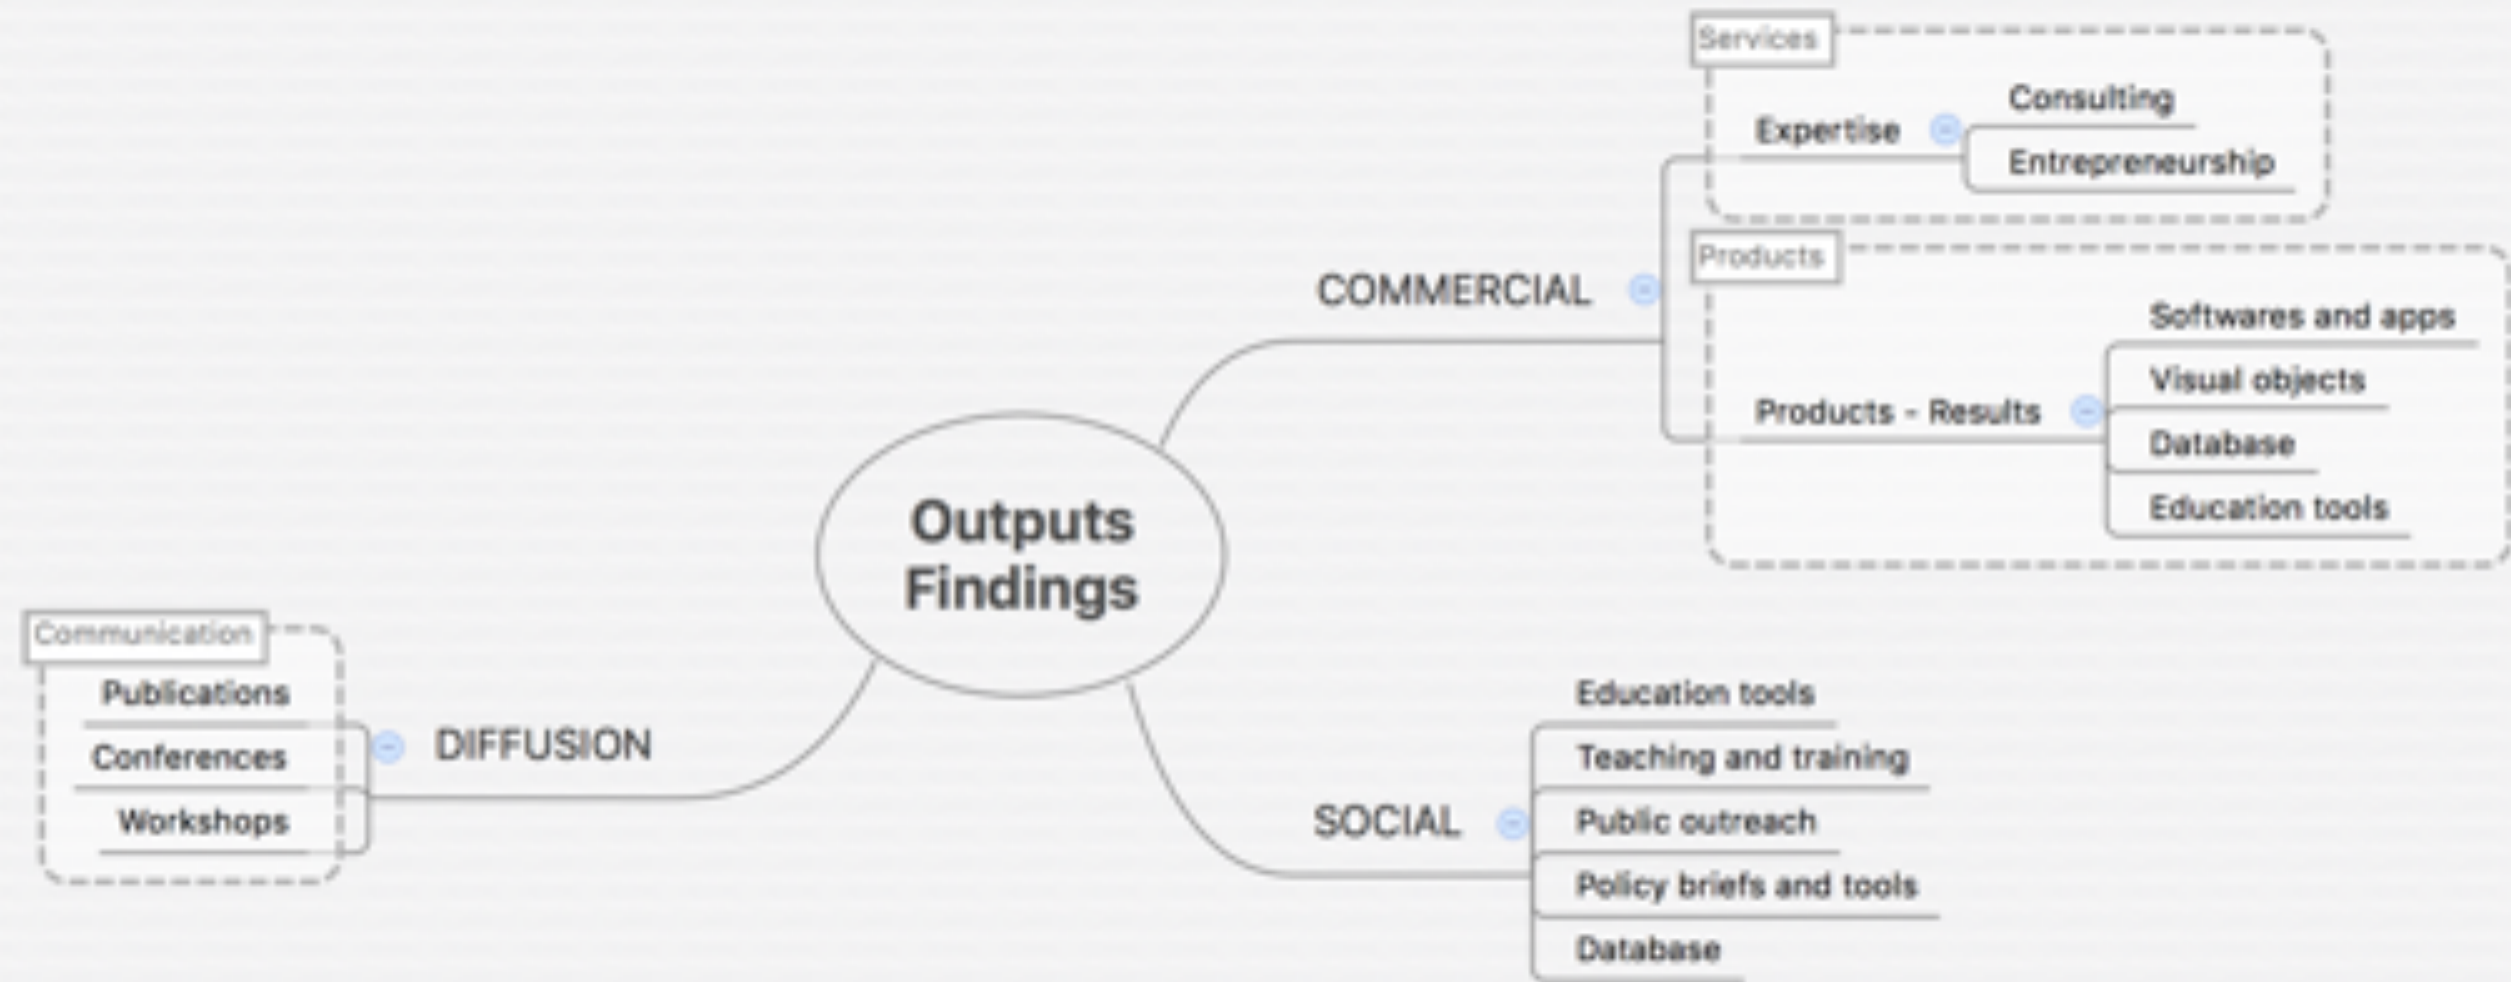 Services
Consulting
Expertise
Entrepreneurship
COMMERCIAL
Products
Softwares and apps
Visual objects
Products - Results
Database
Education tools
Outputs
Findings
Communication
Publications
Conferences
Workshops
DIFFUSION
SOCIAL
Education tools
Teaching and training
Public outreach
Policy briefs and tools
Database